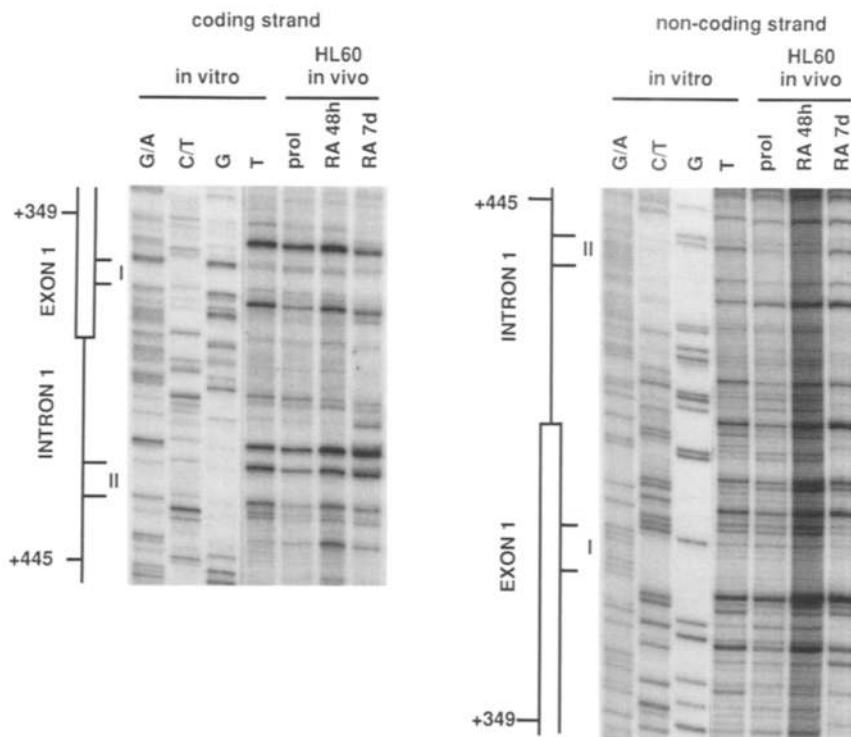 coding strand
HL60
in vitro
in vivo
G/A
C/T
G
T
prol
RA 48h
RA 7d
+349
EXON 1
I
INTRON 1
II
+445
non-coding strand
HL60
in vitro
in vivo
G/A
C/T
G
T
prol
RA 48h
RA 7d
+445
INTRON 1
II
EXON 1
I
+349